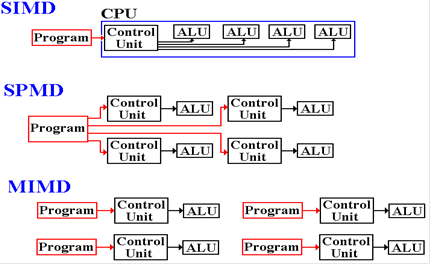 SIMD
CPU
Program
Control
Unit
ALU
ALU
ALU
ALU
SPMD
Program
Control
Unit
ALU
Control
Unit
ALU
Control
Unit
ALU
Control
Unit
ALU
MIMD
Program
Control
Unit
ALU
Program
Control
Unit
ALU
Program
Control
Unit
ALU
Program
Control
Unit
ALU